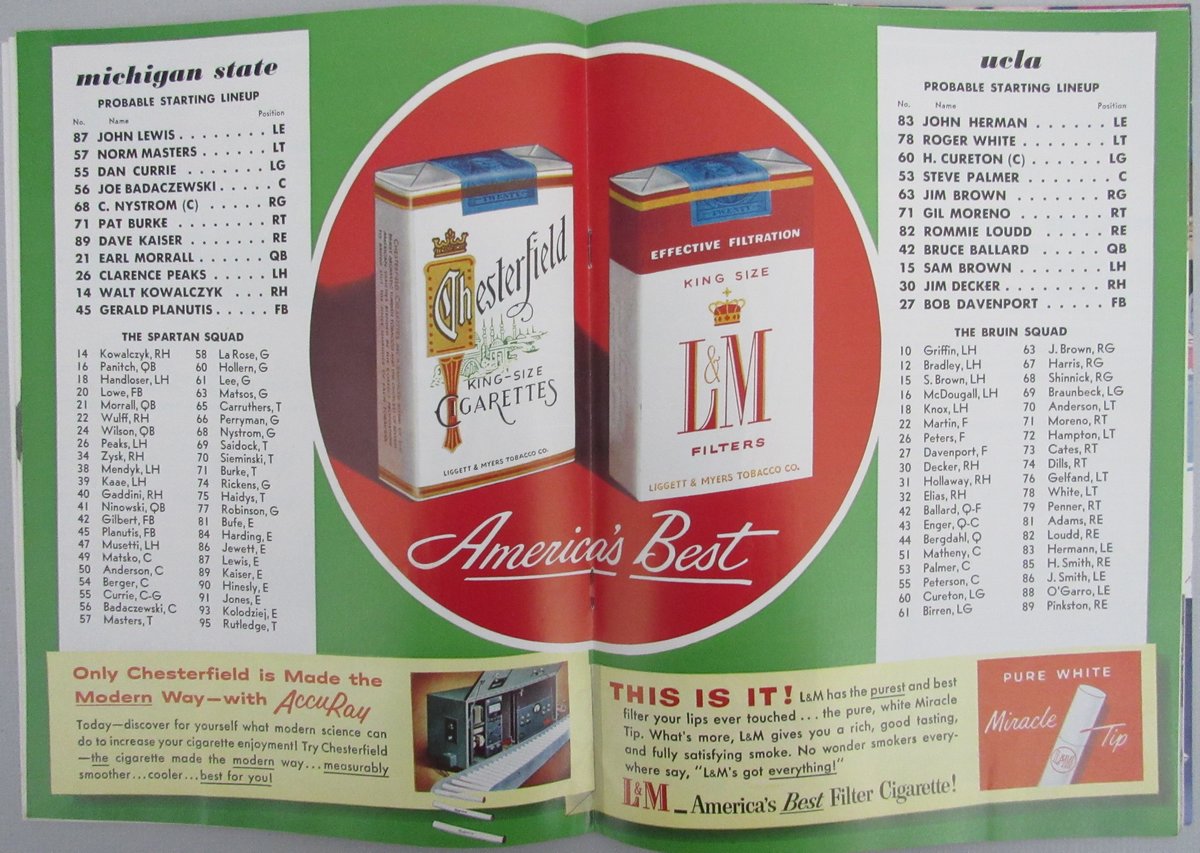 michigan state
PROBABLE STARTING LINEUP
No. Name Position
87 JOHN LEWIS . . . . . . . . LE
57 NORM MASTERS . . . . . . LT
55 DAN CURRIE . . . . . . . LG
56 JOE BADACZEWSKI . . . . . C
68 C. NYSTROM (C) . . . . . RG
71 PAT BURKE . . . . . . . . RT
89 DAVE KAISER . . . . . . . RE
21 EARL MORRALL . . . . . . QB
26 CLARENCE PEAKS . . . . . LH
14 WALT KOWALCZYK . . . RH
45 GERALD PLANUTIS . . . . . FB
THE SPARTAN SQUAD
14 Kowalczyk, RH
16 Panitch, QB
18 Handloser, LH
20 Lowe, FB
21 Morrall, QB
22 Wulff, RH
24 Wilson, QB
26 Peaks, LH
34 Zysk, RH
38 Mendyk, LH
39 Kaae, LH
40 Gaddini, RH
41 Ninowski, QB
42 Gilbert, FB
45 Planutis, FB
47 Musetti, LH
49 Matsko, C
50 Anderson, C
54 Berger, C
55 Currie, C-G
56 Badaczewski, C
57 Masters, T
58 La Rose, G
60 Hollern, G
61 Lee, G
63 Matsos, G
65 Carruthers, T
66 Perryman, G
68 Nystrom, G
69 Saidock, T
70 Sieminski, T
71 Burke, T
74 Rickens, G
75 Haidys, T
77 Robinson, G
81 Bufe, E
84 Harding, E
86 Jewett, E
87 Lewis, E
89 Kaiser, E
90 Hinesly, E
91 Jones, E
93 Kolodziej, E
95 Rutledge, T
TWENTY
Chesterfield
KING-SIZE
CIGARETTES
LIGGETT & MYERS TOBACCO CO.
TWENTY
EFFECTIVE FILTRATION
KING SIZE
L&M
FILTERS
LIGGETT & MYERS TOBACCO CO.
America's Best
ucla
PROBABLE STARTING LINEUP
No. Name Position
83 JOHN HERMAN . . . . . . LE
78 ROGER WHITE . . . . . . . LT
60 H. CURETON (C) . . . . . LG
53 STEVE PALMER . . . . . . C
63 JIM BROWN . . . . . . . RG
71 GIL MORENO . . . . . . . RT
82 ROMMIE LOUDD . . . . . RE
42 BRUCE BALLARD . . . . . QB
15 SAM BROWN . . . . . . . LH
30 JIM DECKER . . . . . . . RH
27 BOB DAVENPORT . . . . . FB
THE BRUIN SQUAD
10 Griffin, LH
12 Bradley, LH
15 S. Brown, LH
16 McDougall, LH
18 Knox, LH
22 Martin, F
26 Peters, F
27 Davenport, F
30 Decker, RH
31 Hollaway, RH
32 Elias, RH
42 Ballard, Q-F
43 Enger, Q-C
44 Bergdahl, Q
51 Matheny, C
53 Palmer, C
55 Peterson, C
60 Cureton, LG
61 Birren, LG
63 J. Brown, RG
67 Harris, RG
68 Shinnick, RG
69 Braunbeck, LG
70 Anderson, LT
71 Moreno, RT
72 Hampton, LT
73 Cates, RT
74 Dills, RT
76 Gelfand, LT
78 White, LT
79 Penner, RT
81 Adams, RE
82 Loudd, RE
83 Hermann, LE
85 H. Smith, RE
86 J. Smith, LE
88 O'Garro, LE
89 Pinkston, RE
Only Chesterfield is Made the
Modern Way—with AccuRay
Today—discover for yourself what modern science can
do to increase your cigarette enjoyment! Try Chesterfield
—the cigarette made the modern way...measurably
smoother...cooler...best for you!
THIS IS IT! L&M has the purest and best
filter your lips ever touched...the pure, white Miracle
Tip. What's more, L&M gives you a rich, good tasting,
and fully satisfying smoke. No wonder smokers every-
where say, "L&M's got everything!"
L&M — America's Best Filter Cigarette!
PURE WHITE
Miracle Tip
L&M